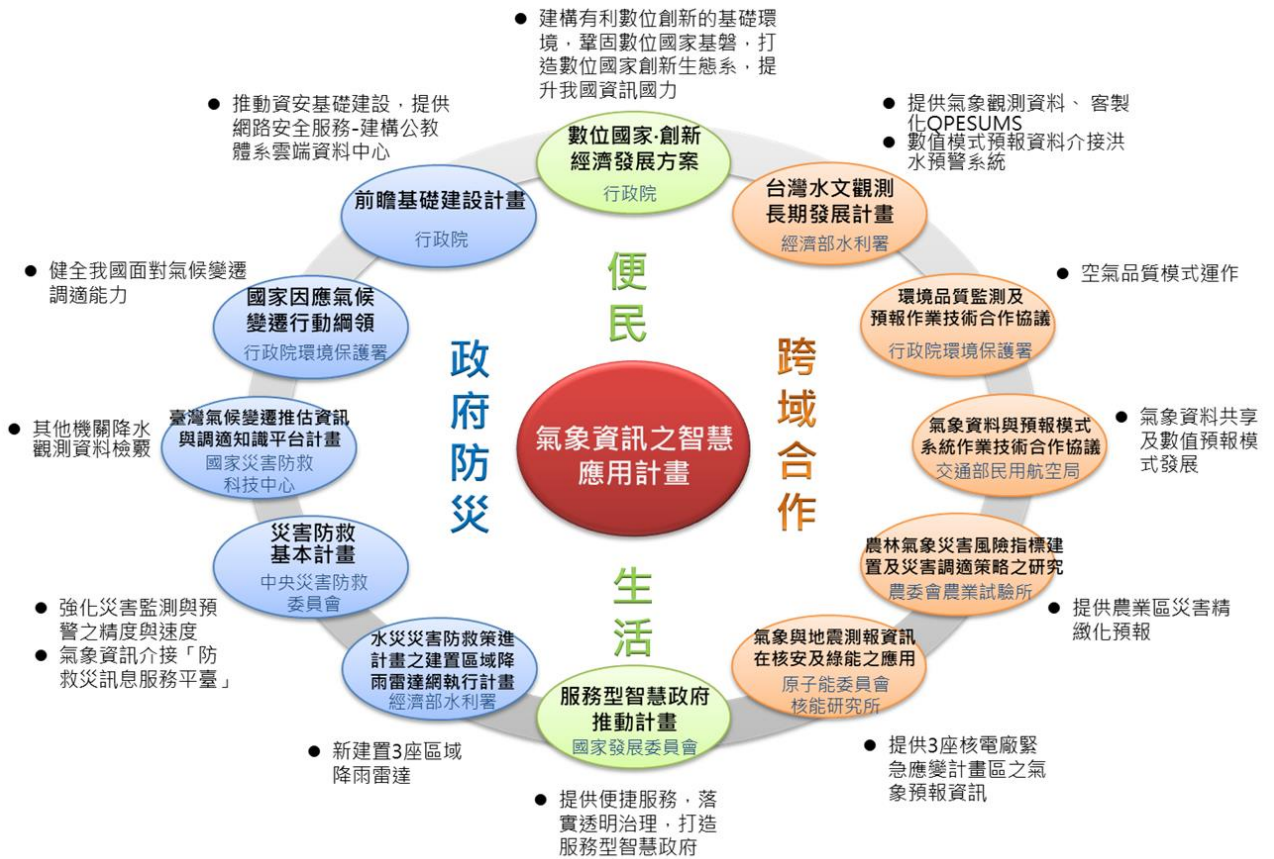 ● 建構有利數位創新的基礎環
境，鞏固數位國家基磐，打
造數位國家創新生態系，提
升我國資訊國力
數位國家‧創新
經濟發展方案
行政院
● 提供氣象觀測資料、 客製
化QPESUMS
● 數值模式預報資料介接洪
水預警系統
台灣水文觀測
長期發展計畫
經濟部水利署
● 空氣品質模式運作
環境品質監測及
預報作業技術合作協議
行政院環境保護署
● 氣象資料共享
及數值預報模
式發展
氣象資料與預報模式
系統作業技術合作協議
交通部民用航空局
農林氣象災害風險指標建
置及災害調適策略之研究
農委會農業試驗所
● 提供農業區災害精
緻化預報
氣象與地震測報資訊
在核安及綠能之應用
原子能委員會
核能研究所
● 提供3座核電廠緊
急應變計畫區之氣
象預報資訊
服務型智慧政府
推動計畫
國家發展委員會
● 提供便捷服務，落
實透明治理，打造
服務型智慧政府
水災災害防救策進
計畫之建置區域降
雨雷達網執行計畫
經濟部水利署
● 新建置3座區域
降雨雷達
災害防救
基本計畫
中央災害防救
委員會
● 強化災害監測與預
警之精度與速度
● 氣象資訊介接「防
救災訊息服務平臺」
臺灣氣候變遷推估資訊
與調適知識平台計畫
國家災害防救
科技中心
● 其他機關降水
觀測資料檢覈
國家因應氣候
變遷行動綱領
行政院環境保護署
● 健全我國面對氣候變遷
調適能力
前瞻基礎建設計畫
行政院
● 推動資安基礎建設，提供
網路安全服務-建構公教
體系雲端資料中心
便民
政府防災
跨域合作
生活
氣象資訊之智慧
應用計畫